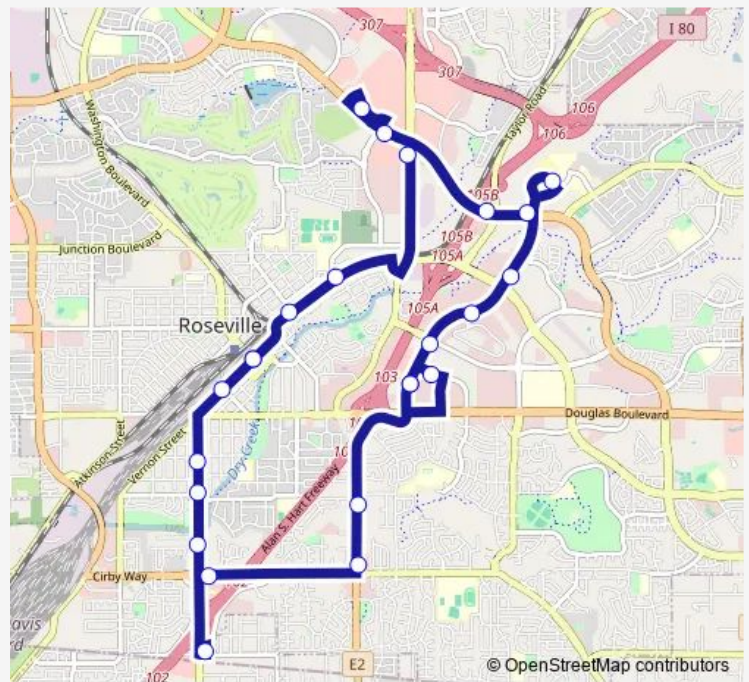 307
I 80
307
Taylor Road
106
106
Washington Boulevard
105B
105B
Junction Boulevard
105A
105A
Roseville
103
Douglas Boulevard
Atkinson Street
Vernon Street
Dry Creek
Alan S. Hart Freeway
Cirby Way
avis
d
E2
102
© OpenStreetMap contributors